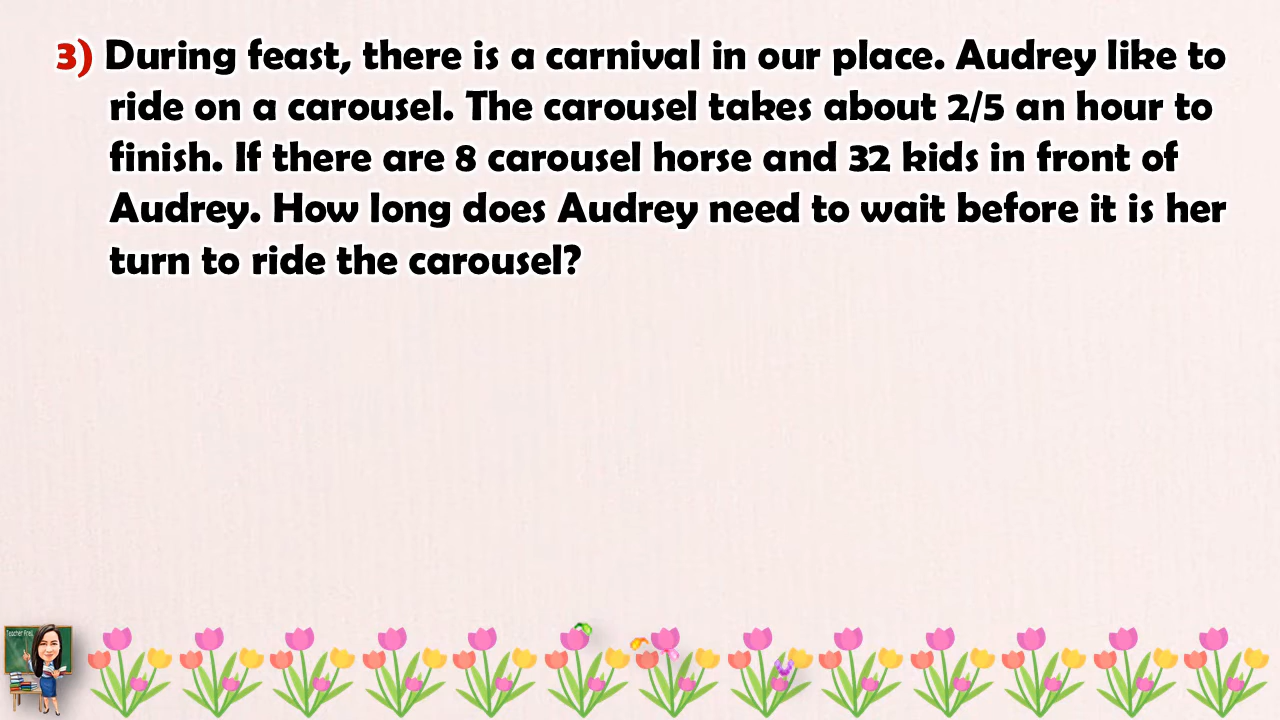 3) During feast, there is a carnival in our place. Audrey like to
ride on a carousel. The carousel takes about 2/5 an hour to
finish. If there are 8 carousel horse and 32 kids in front of
Audrey. How long does Audrey need to wait before it is her
turn to ride the carousel?